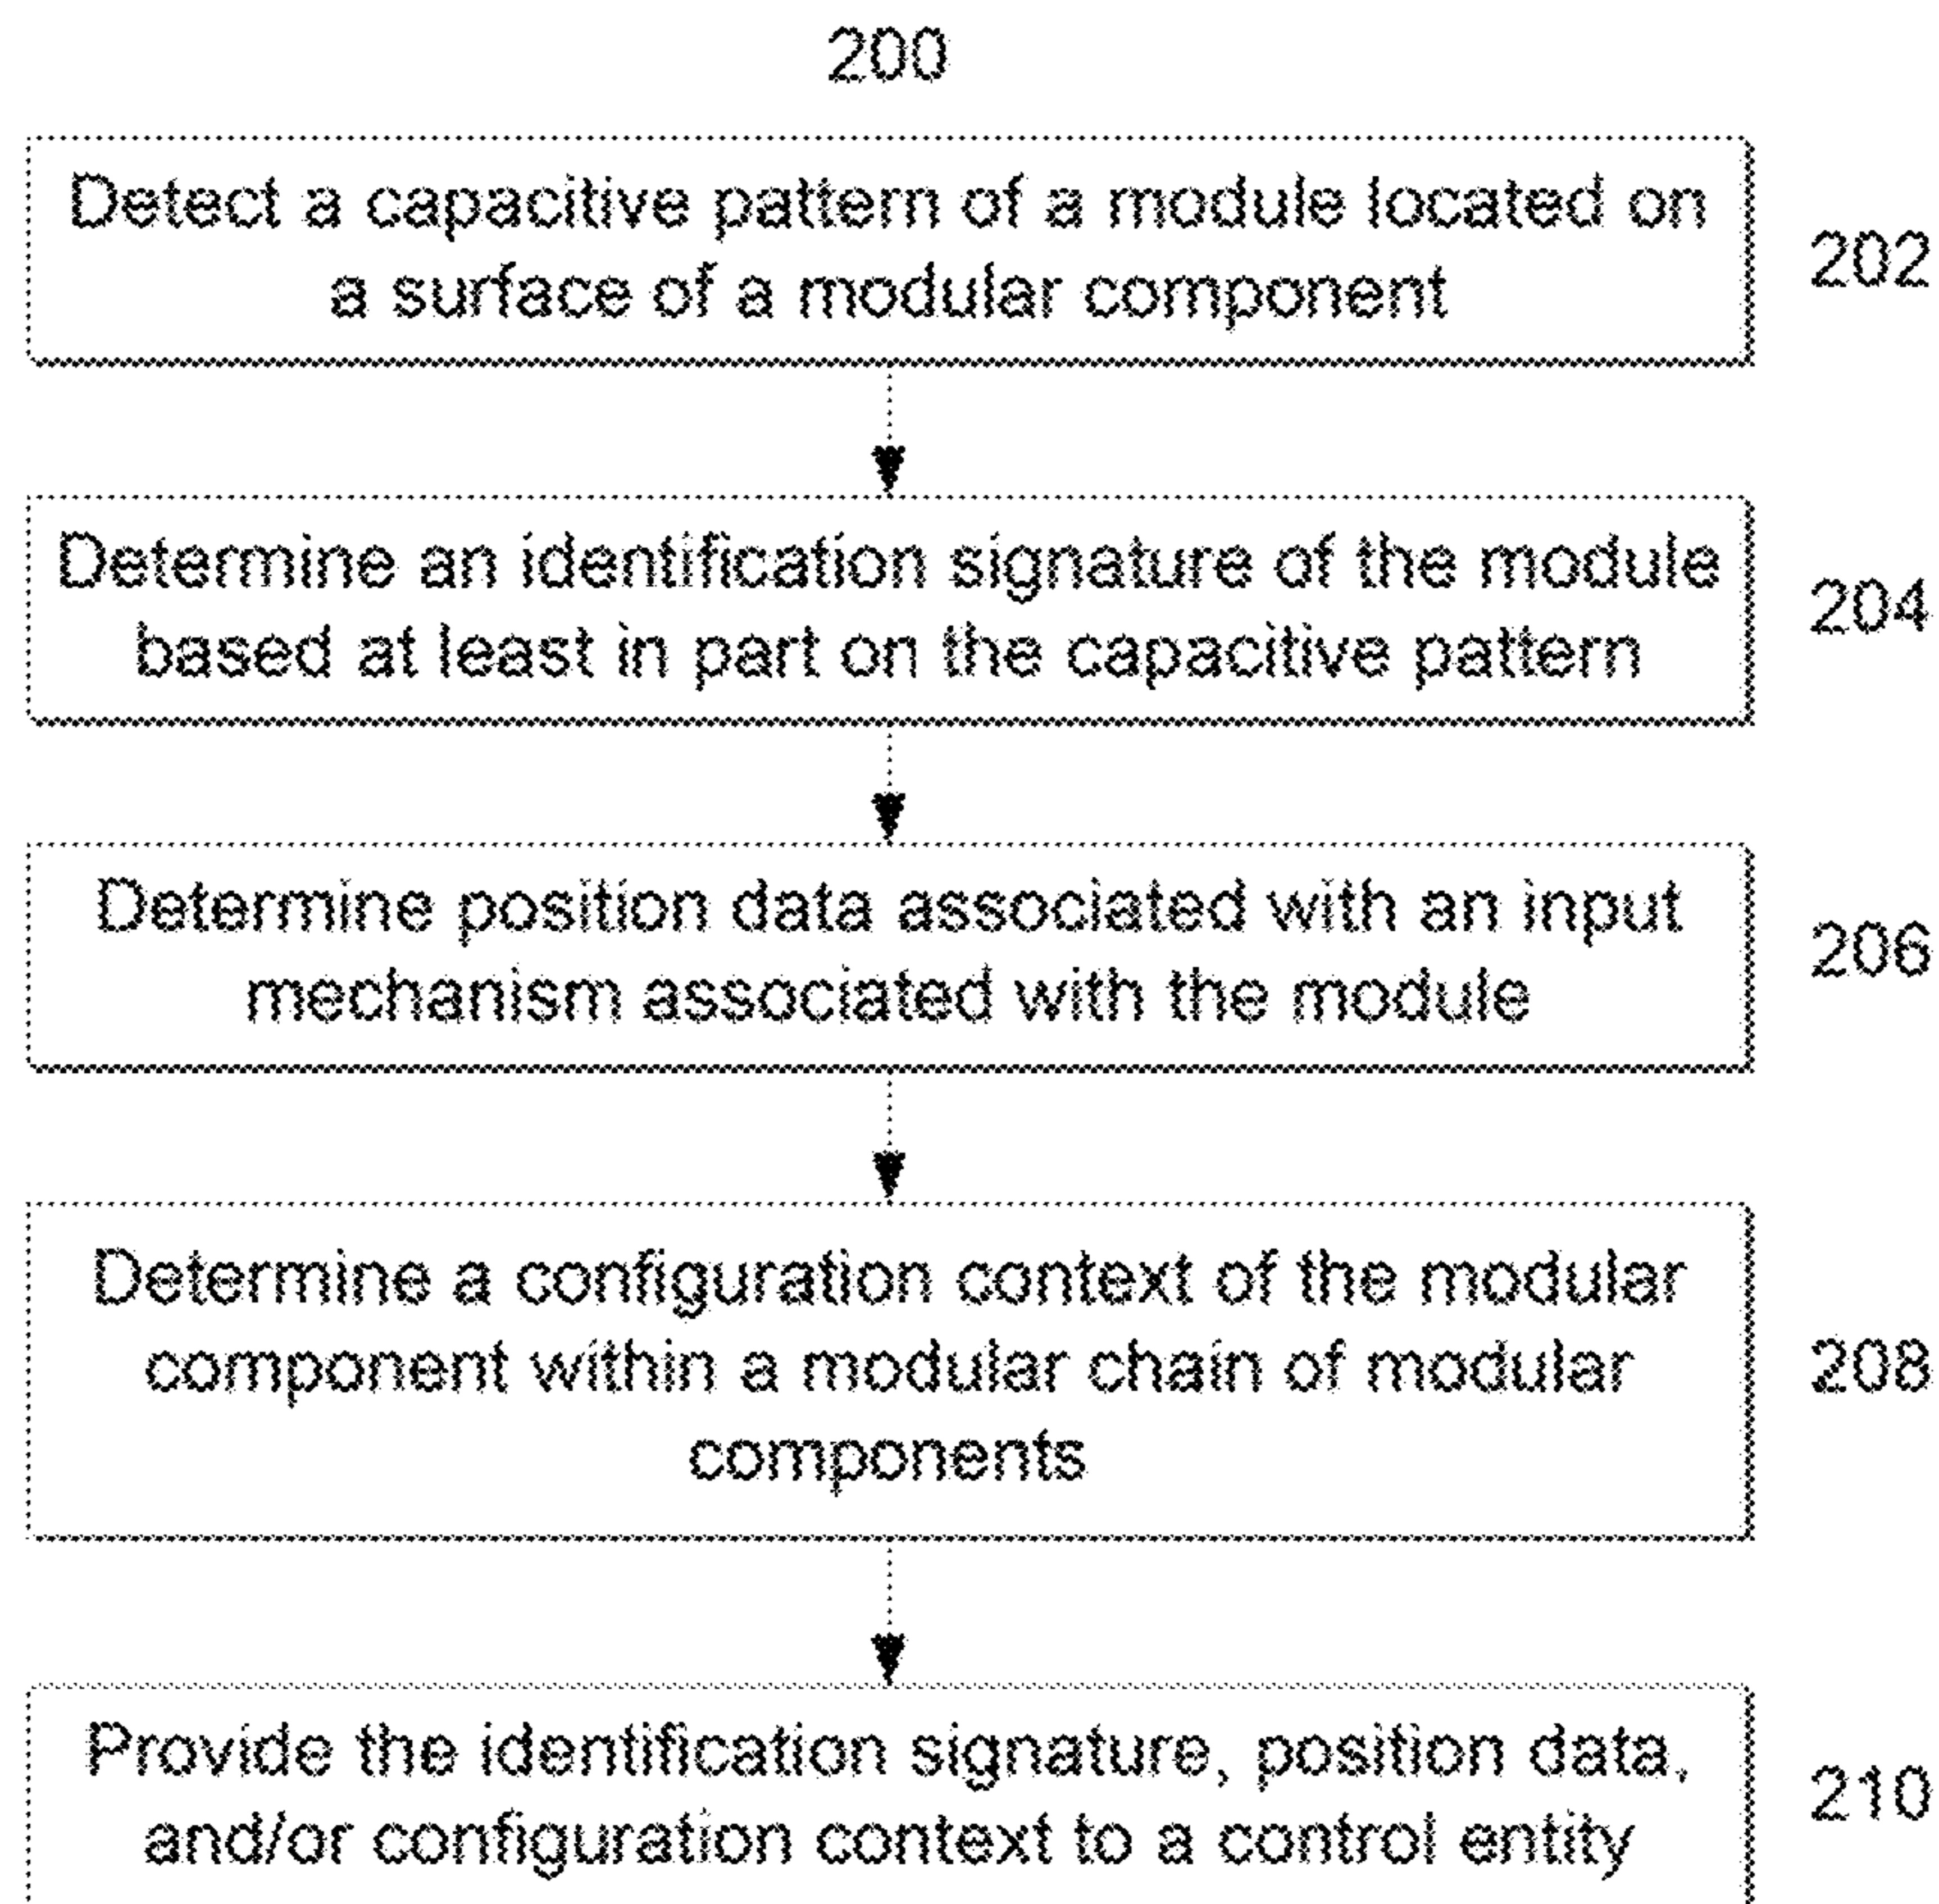 200
Detect a capacitive pattern of a module located on
a surface of a modular component
202
Determine an identification signature of the module
based at least in part on the capacitive pattern
204
Determine position data associated with an input
mechanism associated with the module
206
Determine a configuration context of the modular
component within a modular chain of modular
components
208
Provide the identification signature, position data,
and/or configuration context to a control entity
210